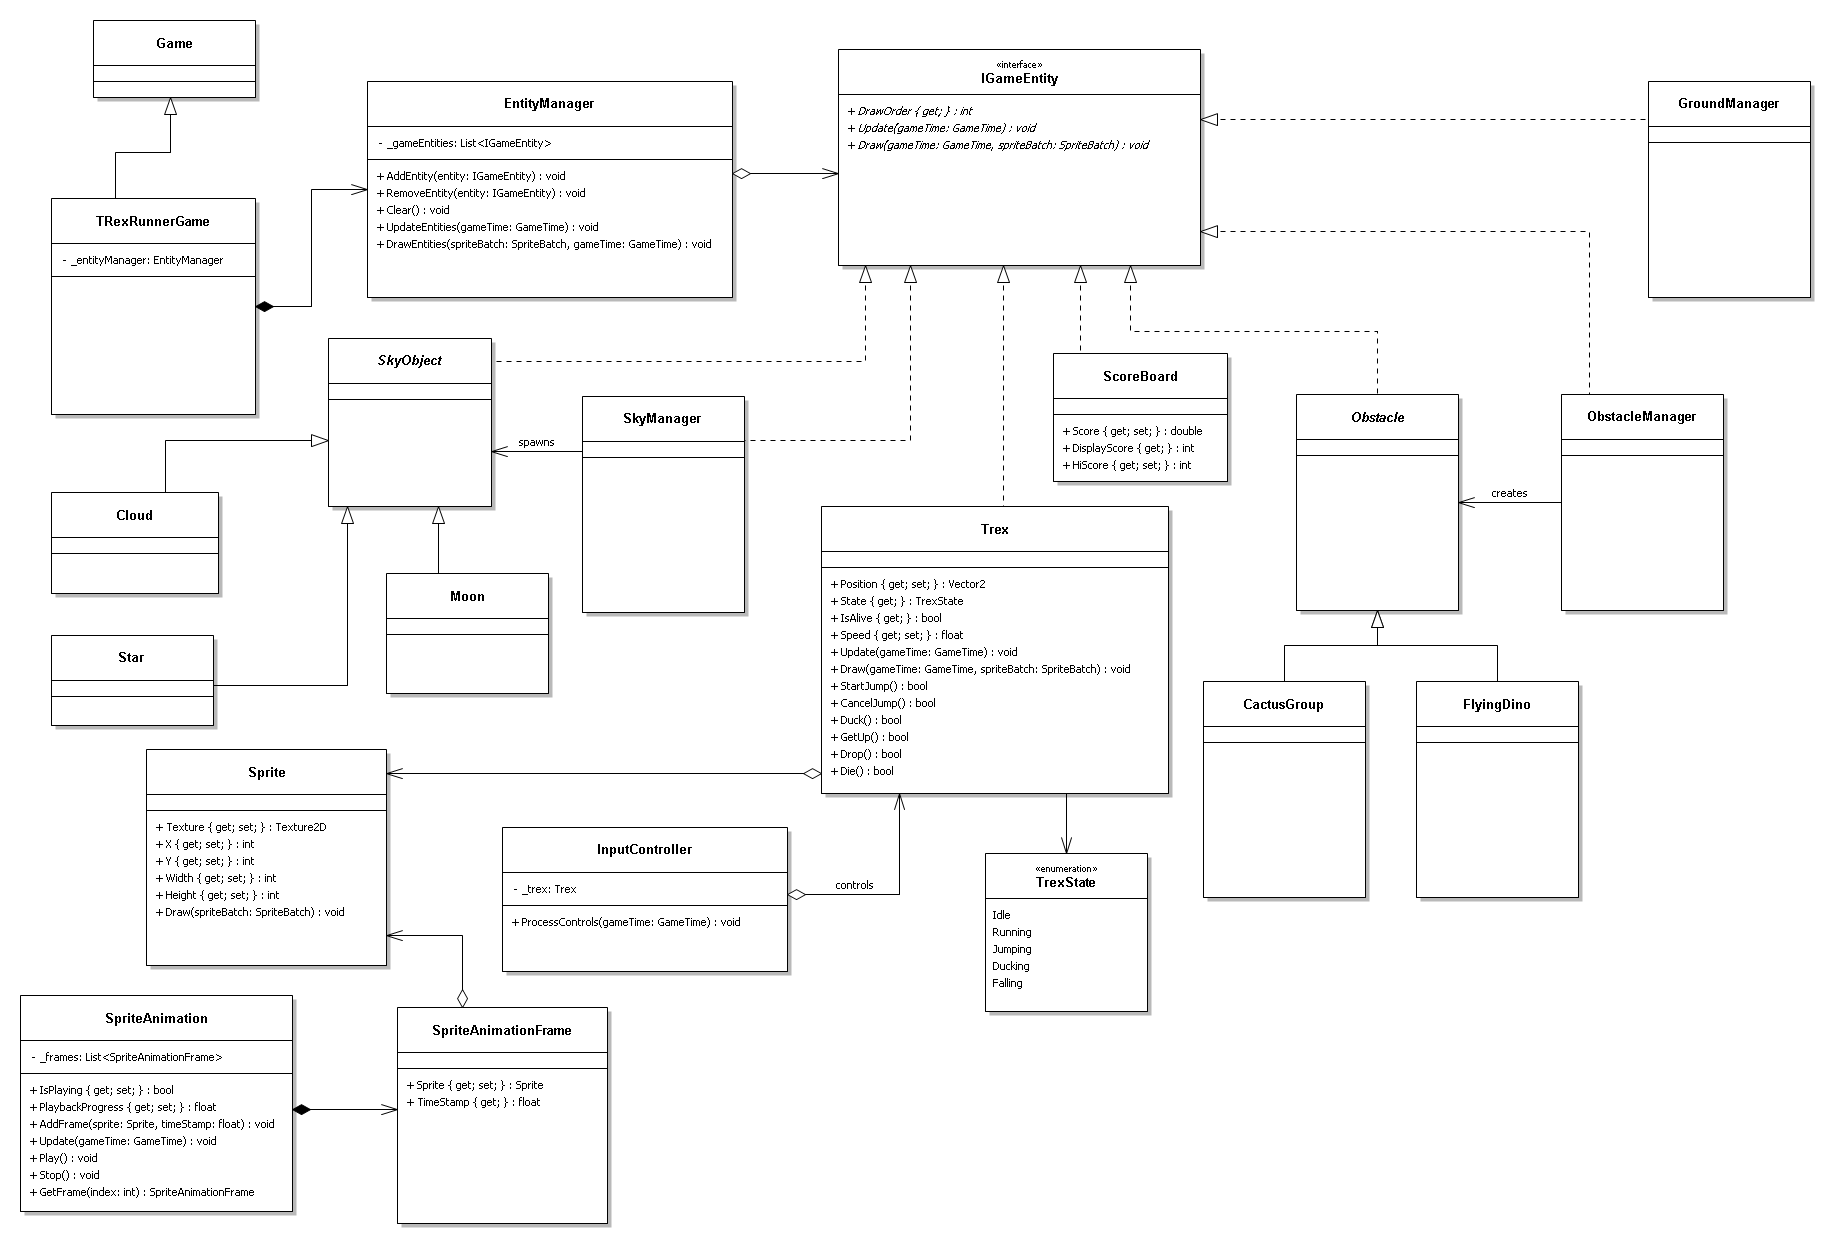 Game
TRexRunnerGame
- _entityManager: EntityManager
EntityManager
- _gameEntities: List<IGameEntity>
+ AddEntity(entity: IGameEntity) : void
+ RemoveEntity(entity: IGameEntity) : void
+ Clear() : void
+ UpdateEntities(gameTime: GameTime) : void
+ DrawEntities(spriteBatch: SpriteBatch, gameTime: GameTime) : void
«interface»
IGameEntity
+ DrawOrder { get; } : int
+ Update(gameTime: GameTime) : void
+ Draw(gameTime: GameTime, spriteBatch: SpriteBatch) : void
GroundManager
SkyObject
SkyManager
spawns
ScoreBoard
+ Score { get; set; } : double
+ DisplayScore { get; } : int
+ HiScore { get; set; } : int
Obstacle
ObstacleManager
creates
Cloud
Moon
Star
Trex
+ Position { get; set; } : Vector2
+ State { get; } : TrexState
+ IsAlive { get; } : bool
+ Speed { get; set; } : float
+ Update(gameTime: GameTime) : void
+ Draw(gameTime: GameTime, spriteBatch: SpriteBatch) : void
+ StartJump() : bool
+ CancelJump() : bool
+ Duck() : bool
+ GetUp() : bool
+ Drop() : bool
+ Die() : bool
CactusGroup
FlyingDino
Sprite
+ Texture { get; set; } : Texture2D
+ X { get; set; } : int
+ Y { get; set; } : int
+ Width { get; set; } : int
+ Height { get; set; } : int
+ Draw(spriteBatch: SpriteBatch) : void
InputController
- _trex: Trex
+ ProcessControls(gameTime: GameTime) : void
controls
«enumeration»
TrexState
Idle
Running
Jumping
Ducking
Falling
SpriteAnimation
- _frames: List<SpriteAnimationFrame>
+ IsPlaying { get; set; } : bool
+ PlaybackProgress { get; set; } : float
+ AddFrame(sprite: Sprite, timeStamp: float) : void
+ Update(gameTime: GameTime) : void
+ Play() : void
+ Stop() : void
+ GetFrame(index: int) : SpriteAnimationFrame
SpriteAnimationFrame
+ Sprite { get; set; } : Sprite
+ TimeStamp { get; } : float